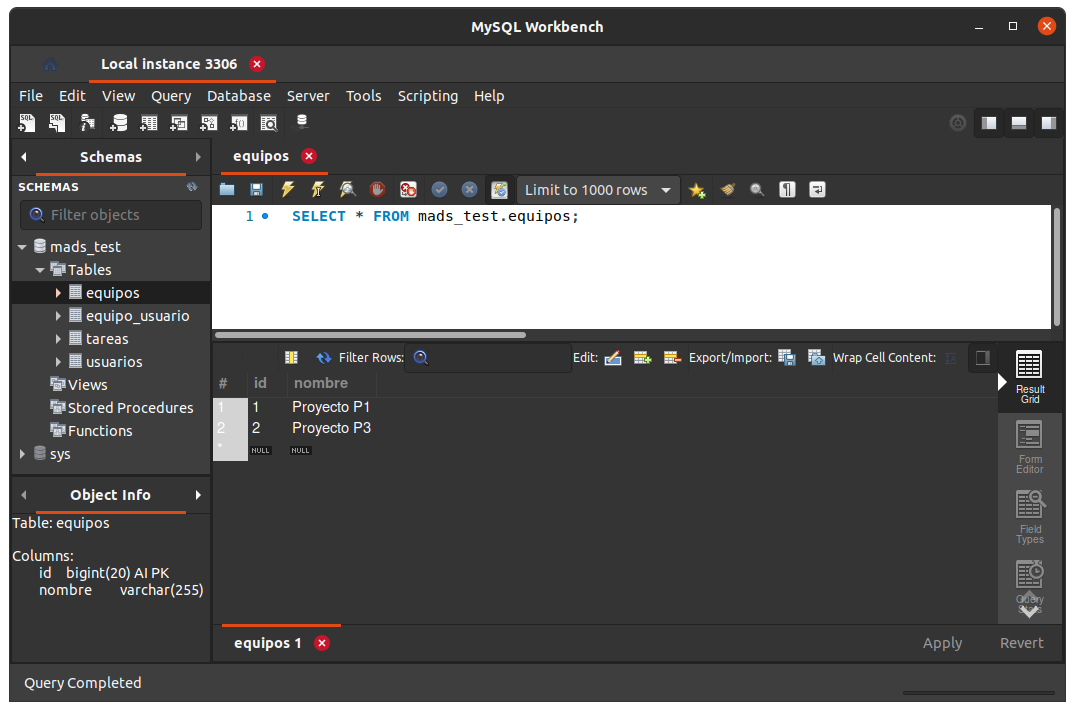 MySQL Workbench
Local instance 3306
File Edit View Query Database Server Tools Scripting Help
Schemas
SCHEMAS
Filter objects
mads_test
Tables
equipos
equipo_usuario
tareas
usuarios
Views
Stored Procedures
Functions
sys
Object Info
Table: equipos
Columns:
id bigint(20) AI PK
nombre varchar(255)
equipos
Limit to 1000 rows
1 SELECT * FROM mads_test.equipos;
Filter Rows: Edit: Export/Import: Wrap Cell Content:
# id nombre
1 1 Proyecto P1
2 2 Proyecto P3
* NULL NULL
Result
Grid
Form
Editor
Field
Types
Query
Stats
equipos 1
Apply Revert
Query Completed